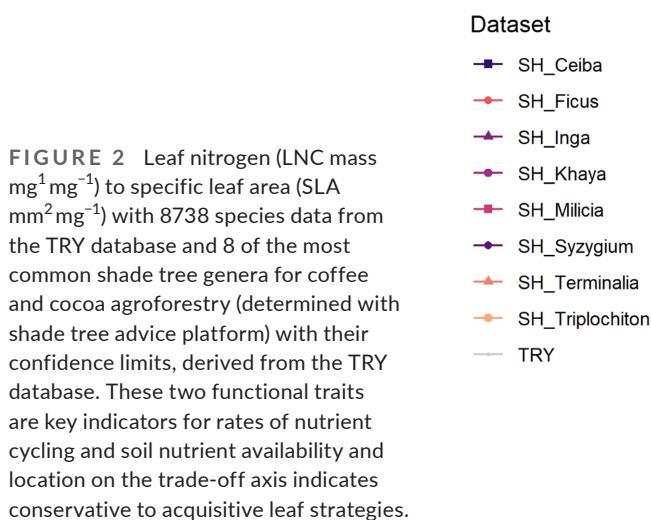 FIGURE 2 Leaf nitrogen (LNC mass
mg¹ mg⁻¹) to specific leaf area (SLA
mm² mg⁻¹) with 8738 species data from
the TRY database and 8 of the most
common shade tree genera for coffee
and cocoa agroforestry (determined with
shade tree advice platform) with their
confidence limits, derived from the TRY
database. These two functional traits
are key indicators for rates of nutrient
cycling and soil nutrient availability and
location on the trade-off axis indicates
conservative to acquisitive leaf strategies.
Dataset
SH_Ceiba
SH_Ficus
SH_Inga
SH_Khaya
SH_Milicia
SH_Syzygium
SH_Terminalia
SH_Triplochiton
TRY